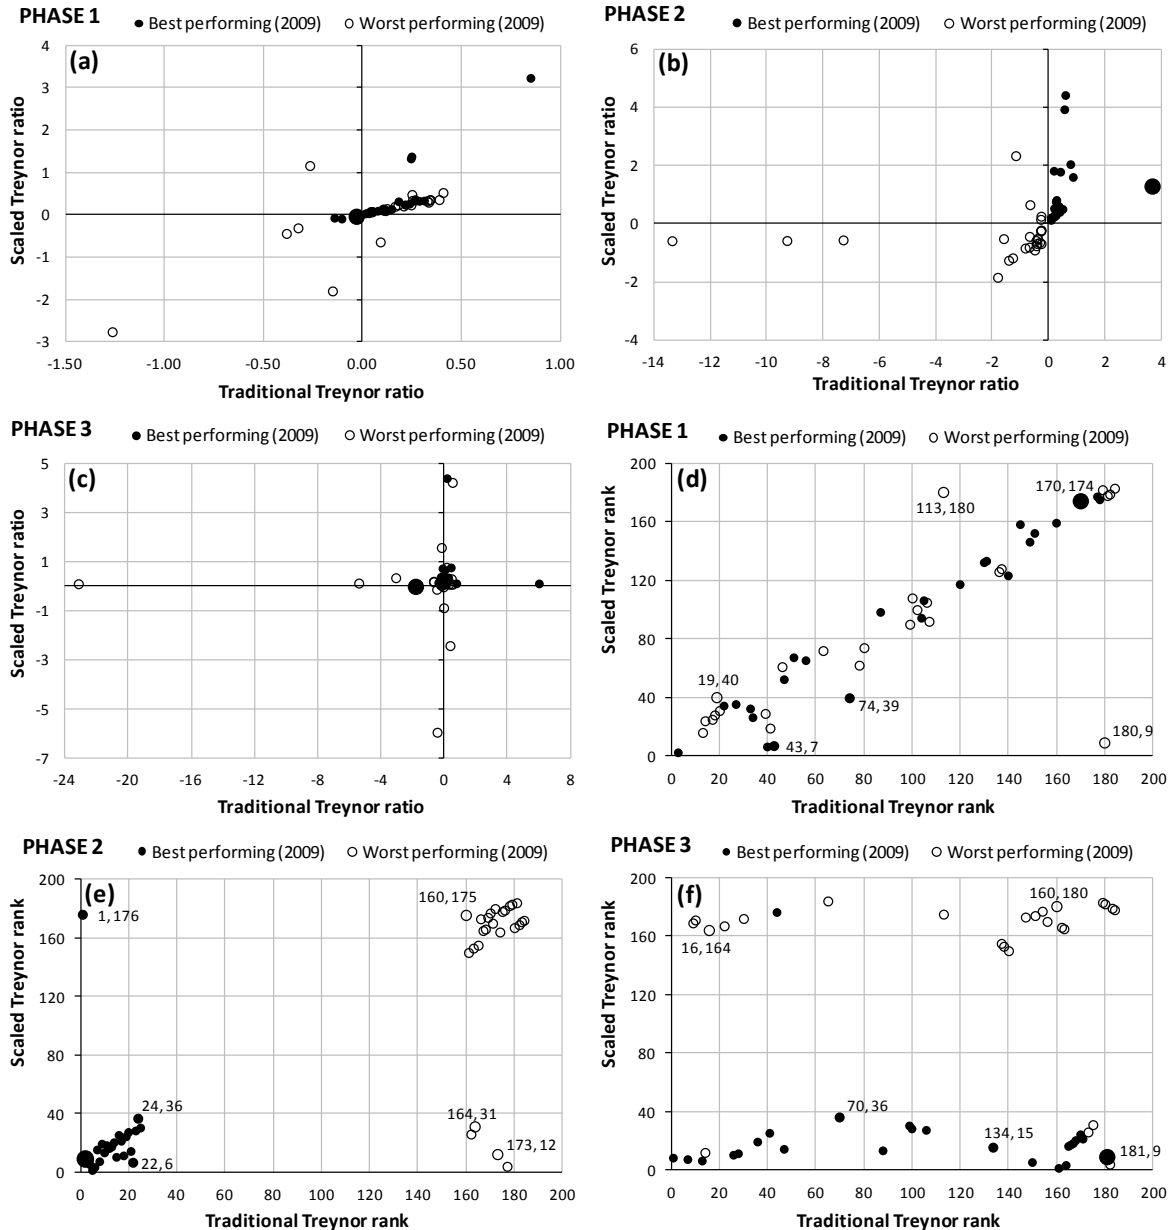 PHASE 1
● Best performing (2009) ○ Worst performing (2009)
(a)
Scaled Treynor ratio
4
3
2
1
0
-1
-2
-3
-1.50 -1.00 -0.50 0.00 0.50 1.00
Traditional Treynor ratio
PHASE 2
● Best performing (2009) ○ Worst performing (2009)
(b)
Scaled Treynor ratio
6
4
2
0
-2
-4
-14 -12 -10 -8 -6 -4 -2 0 2 4
Traditional Treynor ratio
PHASE 3
● Best performing (2009) ○ Worst performing (2009)
(c)
Scaled Treynor ratio
5
3
1
-1
-3
-5
-7
-24 -20 -16 -12 -8 -4 0 4 8
Traditional Treynor ratio
PHASE 1
● Best performing (2009) ○ Worst performing (2009)
(d)
Scaled Treynor rank
200
160
120
80
40
0
170, 174
113, 180
19, 40
74, 39
43, 7
180, 9
0 20 40 60 80 100 120 140 160 180 200
Traditional Treynor rank
PHASE 2
● Best performing (2009) ○ Worst performing (2009)
(e)
Scaled Treynor rank
200
160
120
80
40
0
160, 175
1, 176
24, 36
164, 31
173, 12
22, 6
0 20 40 60 80 100 120 140 160 180 200
Traditional Treynor rank
PHASE 3
● Best performing (2009) ○ Worst performing (2009)
(f)
Scaled Treynor rank
200
160
120
80
40
0
160, 180
16, 164
70, 36
134, 15
181, 9
0 20 40 60 80 100 120 140 160 180 200
Traditional Treynor rank